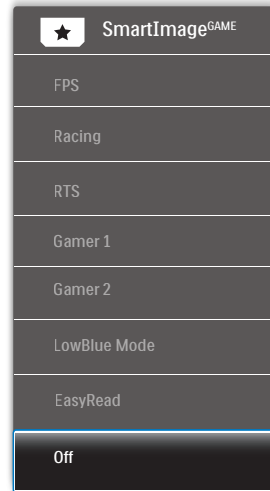 SmartImageGAME
FPS
Racing
RTS
Gamer 1
Gamer 2
LowBlue Mode
EasyRead
Off